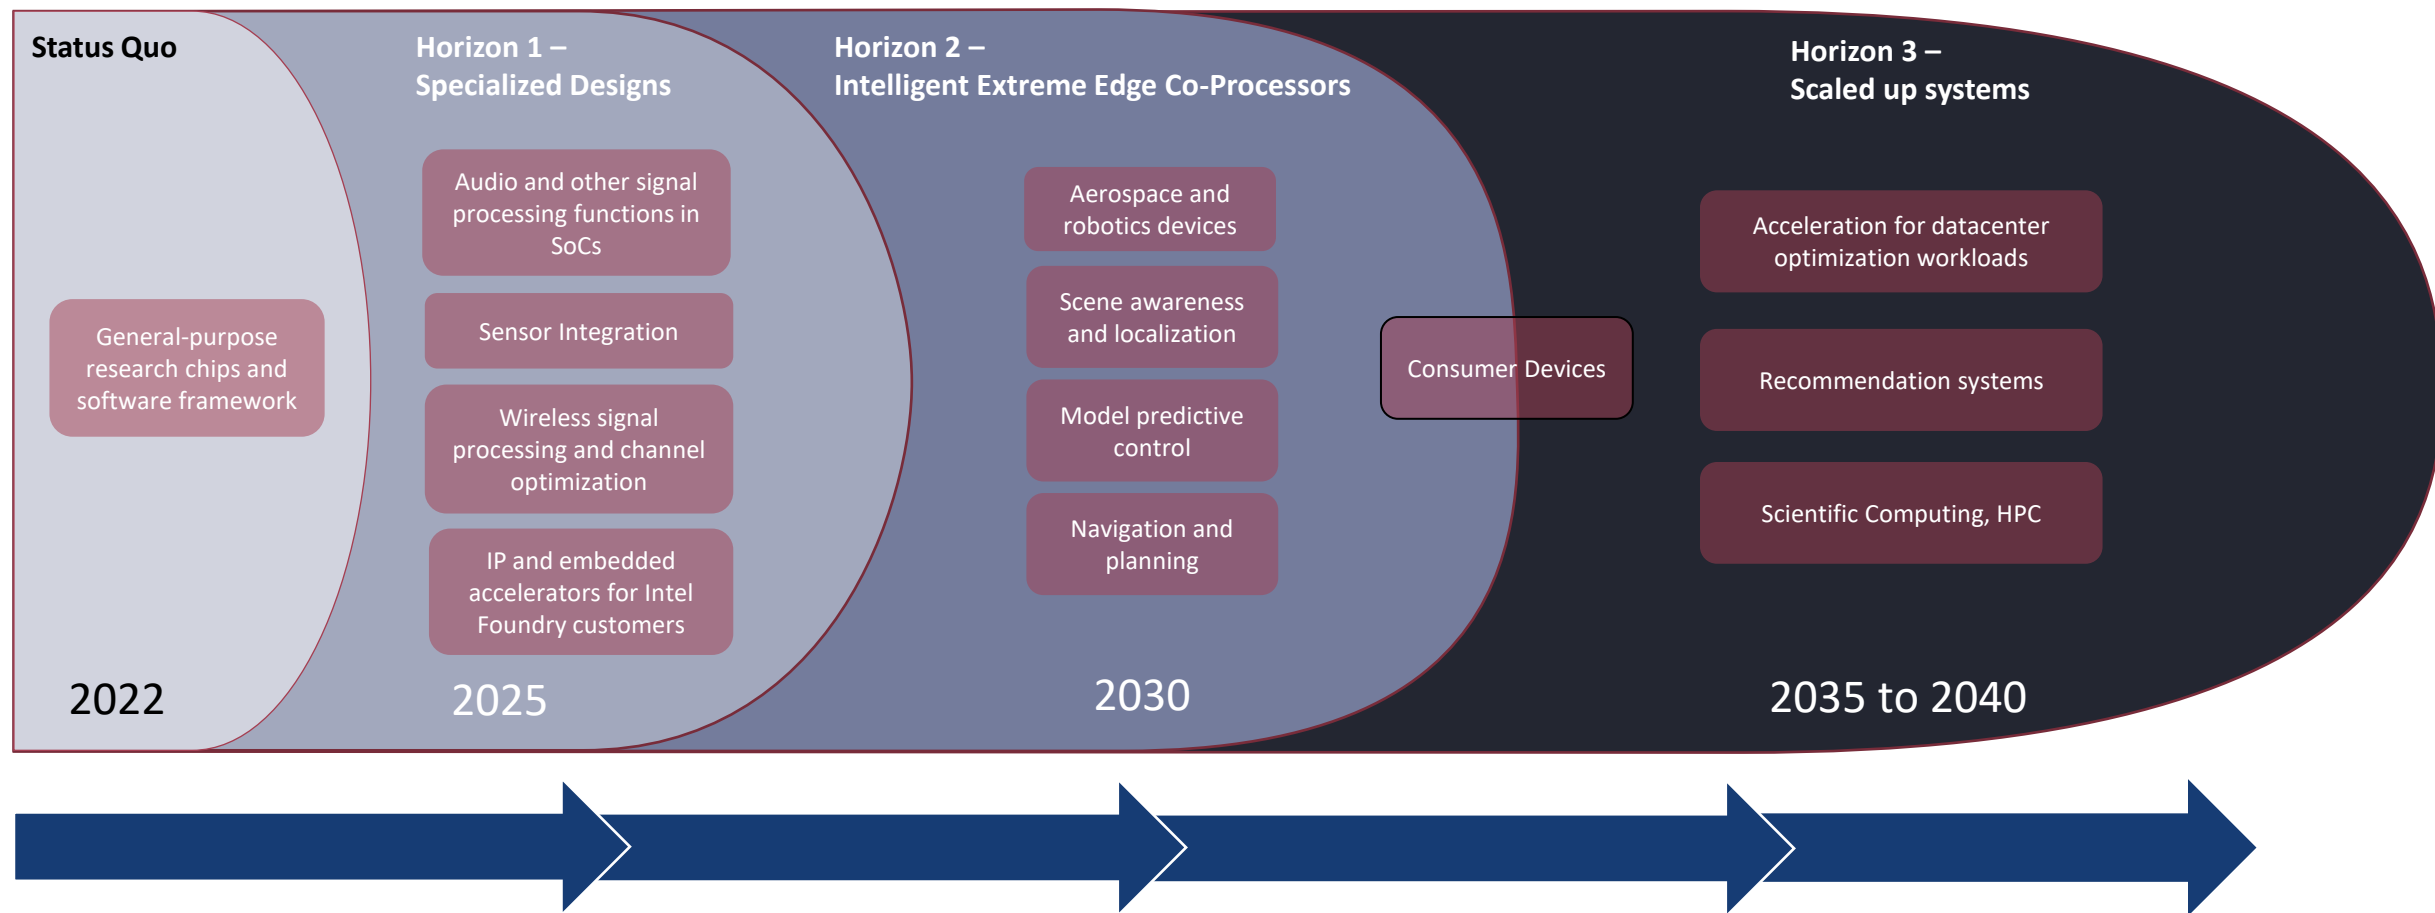 Status Quo
General-purpose
research chips and
software framework
2022
Horizon 1 –
Specialized Designs
Audio and other signal
processing functions in
SoCs
Sensor Integration
Wireless signal
processing and channel
optimization
IP and embedded
accelerators for Intel
Foundry customers
2025
Horizon 2 –
Intelligent Extreme Edge Co-Processors
Aerospace and
robotics devices
Scene awareness
and localization
Model predictive
control
Navigation and
planning
2030
Consumer Devices
Horizon 3 –
Scaled up systems
Acceleration for datacenter
optimization workloads
Recommendation systems
Scientific Computing, HPC
2035 to 2040